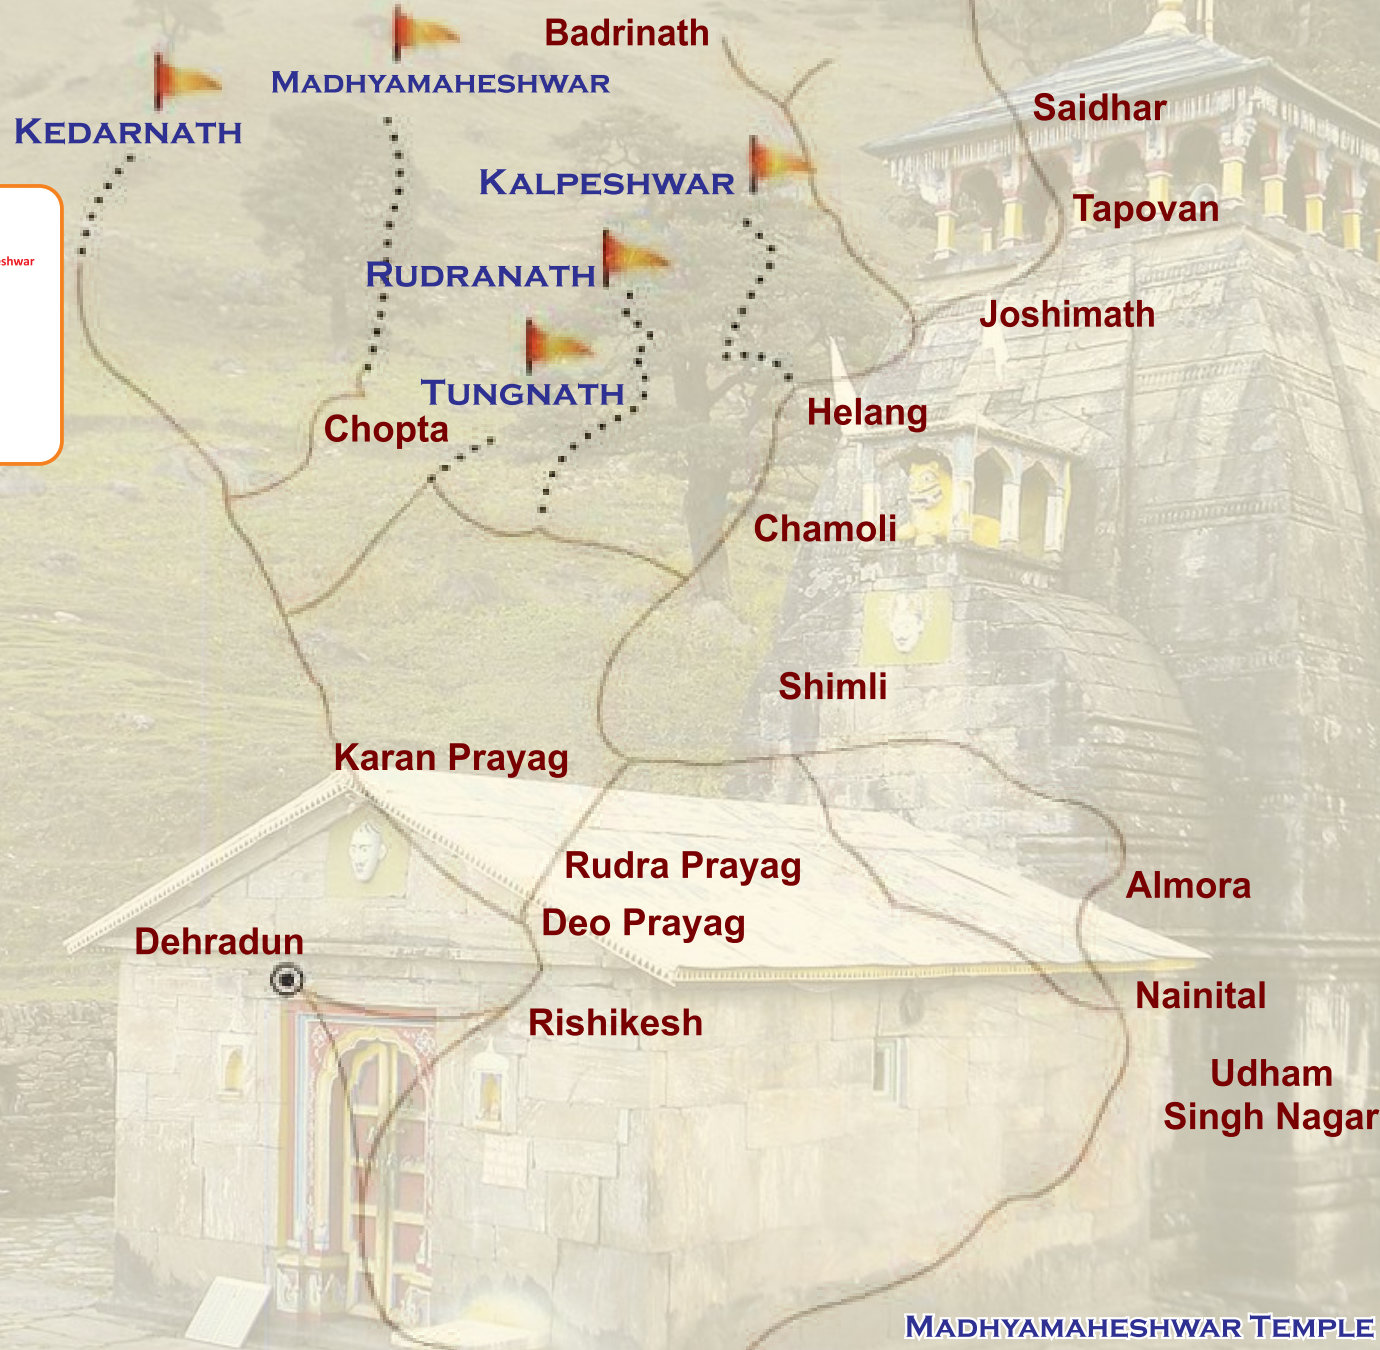 Badrinath
MADHYAMAHESHWAR
KEDARNATH
Saidhar
KALPESHWAR
Tapovan
shwar
RUDRANATH
Joshimath
TUNGNATH
Chopta
Helang
Chamoli
Shimli
Karan Prayag
Rudra Prayag
Almora
Deo Prayag
Dehradun
Nainital
Rishikesh
Udham
Singh Nagar
MADHYAMAHESHWAR TEMPLE